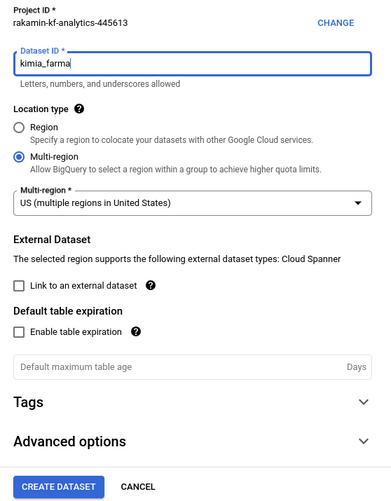 Project ID *
rakamin-kf-analytics-445613
CHANGE
Dataset ID *
kimia_farma
Letters, numbers, and underscores allowed
Location type
Region
Specify a region to colocate your datasets with other Google Cloud services.
Multi-region
Allow BigQuery to select a region within a group to achieve higher quota limits.
Multi-region *
US (multiple regions in United States)
External Dataset
The selected region supports the following external dataset types: Cloud Spanner
Link to an external dataset
Default table expiration
Enable table expiration
Default maximum table age
Days
Tags
Advanced options
CREATE DATASET
CANCEL